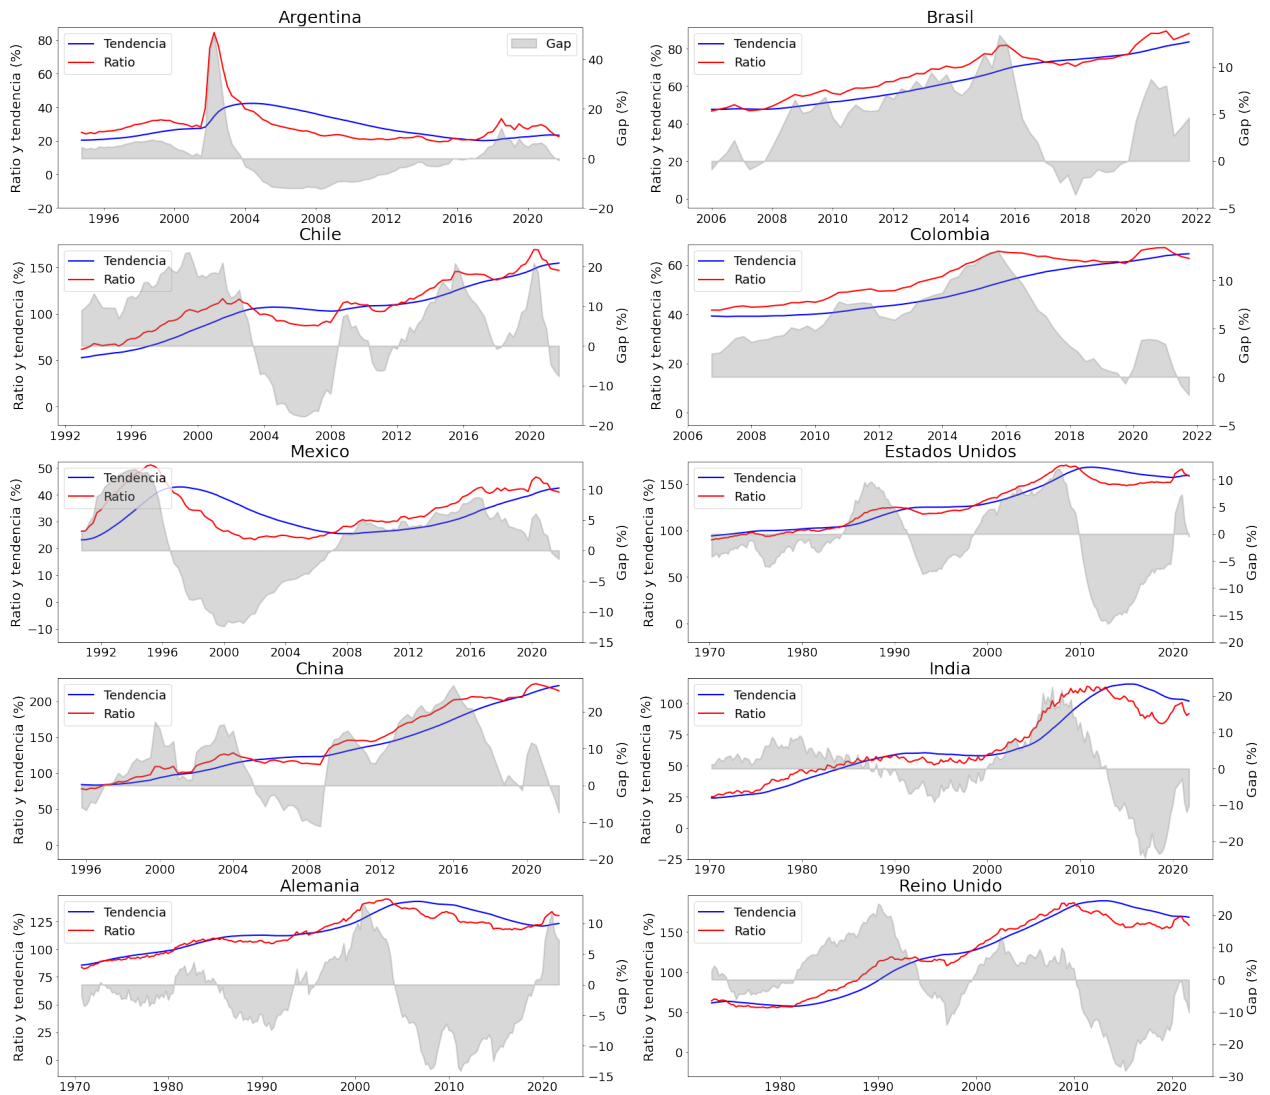 Argentina
Ratio y tendencia (%)
80
60
40
20
0
−20
Tendencia
Ratio
Gap
40
20
0
−20
Gap (%)
1996 2000 2004 2008 2012 2016 2020
Brasil
Ratio y tendencia (%)
80
60
40
20
0
Tendencia
Ratio
10
5
0
−5
Gap (%)
2006 2008 2010 2012 2014 2016 2018 2020 2022
Chile
Ratio y tendencia (%)
150
100
50
0
Tendencia
Ratio
20
10
0
−10
−20
Gap (%)
1992 1996 2000 2004 2008 2012 2016 2020
Colombia
Ratio y tendencia (%)
60
40
20
0
Tendencia
Ratio
10
5
0
−5
Gap (%)
2006 2008 2010 2012 2014 2016 2018 2020 2022
Mexico
Ratio y tendencia (%)
50
40
30
20
10
0
−10
Tendencia
Ratio
10
5
0
−5
−10
−15
Gap (%)
1992 1996 2000 2004 2008 2012 2016 2020
Estados Unidos
Ratio y tendencia (%)
150
100
50
0
Tendencia
Ratio
10
5
0
−5
−10
−15
−20
Gap (%)
1970 1980 1990 2000 2010 2020
China
Ratio y tendencia (%)
200
150
100
50
0
Tendencia
Ratio
20
10
0
−10
−20
Gap (%)
1996 2000 2004 2008 2012 2016 2020
India
Ratio y tendencia (%)
100
75
50
25
0
−25
Tendencia
Ratio
20
10
0
−10
−20
Gap (%)
1970 1980 1990 2000 2010 2020
Alemania
Ratio y tendencia (%)
125
100
75
50
25
0
Tendencia
Ratio
10
5
0
−5
−10
−15
Gap (%)
1970 1980 1990 2000 2010 2020
Reino Unido
Ratio y tendencia (%)
150
100
50
0
Tendencia
Ratio
20
10
0
−10
−20
−30
Gap (%)
1980 1990 2000 2010 2020